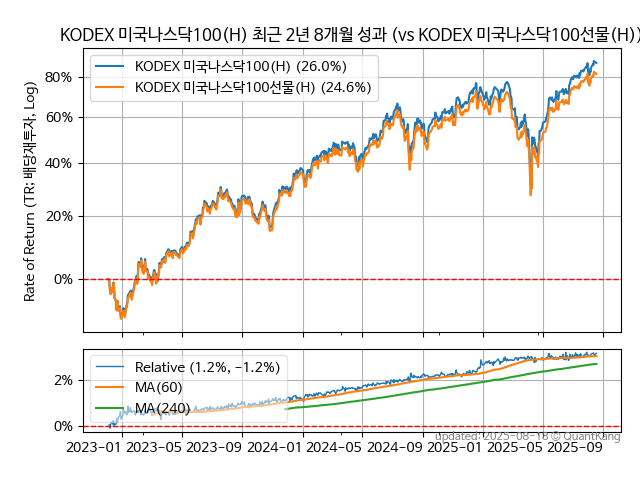 KODEX 미국나스닥100(H) 최근 2년 8개월 성과 (vs KODEX 미국나스닥100선물(H))
KODEX 미국나스닥100(H) (26.0%)
KODEX 미국나스닥100선물(H) (24.6%)
Rate of Return (TR: 배당재투자, Log)
80%
60%
40%
20%
0%
Relative (1.2%, -1.2%)
MA(60)
MA(240)
2%
0%
2023-01 2023-05 2023-09 2024-01 2024-05 2024-09 2025-01 2025-05 2025-09
updated: 2025-08-18 © QuantKang